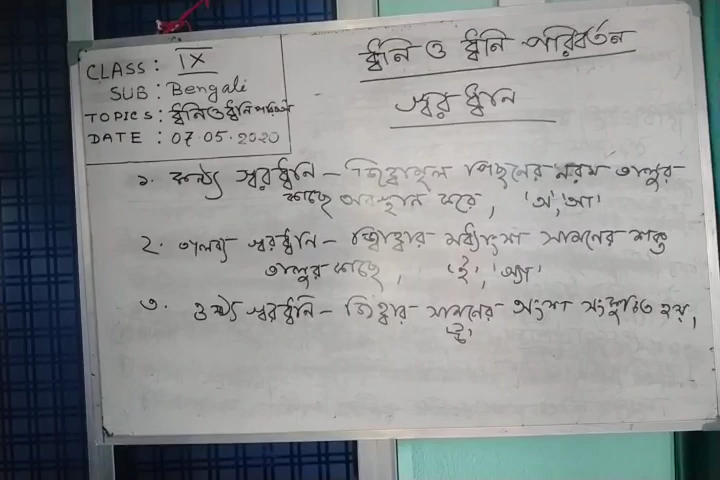 CLASS : IX
SUB : Bengali
TOPICS : ধ্বনি ও ধ্বনি পরিবর্তন
DATE : 07.05.2020
ধ্বনি ও ধ্বনি পরিবর্তন
স্বরধ্বনি
১. কণ্ঠ্য স্বরধ্বনি – জিহ্বামূল পিছনের নরম তালুর
কাছে অবস্থান করে, 'অ', 'আ'
২. তালব্য স্বরধ্বনি – জিহ্বার মধ্যাংশ সামনের শক্ত
তালুর কাছে, 'ই', 'অ্যা'
৩. ওষ্ঠ্য স্বরধ্বনি – জিহ্বার সামনের অংশ সংকুচিত হয়,